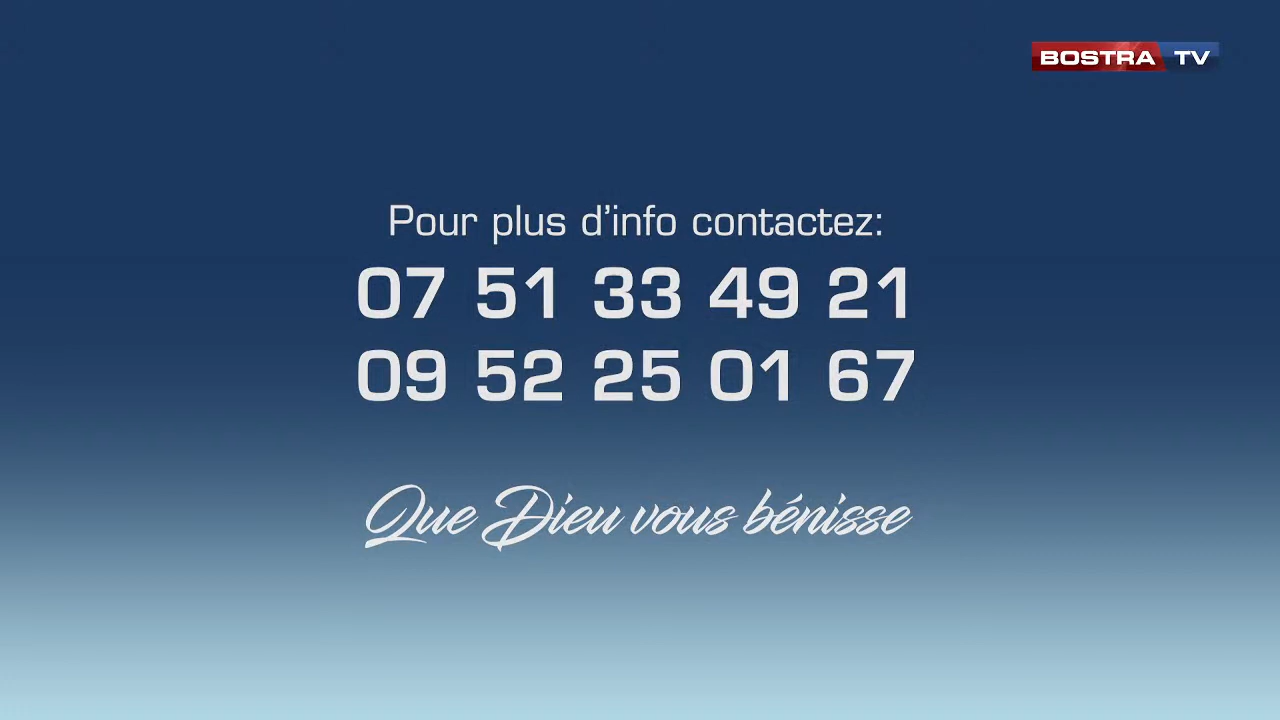 BOSTRA TV
Pour plus d'info contactez:
07 51 33 49 21
09 52 25 01 67
Que Dieu vous bénisse